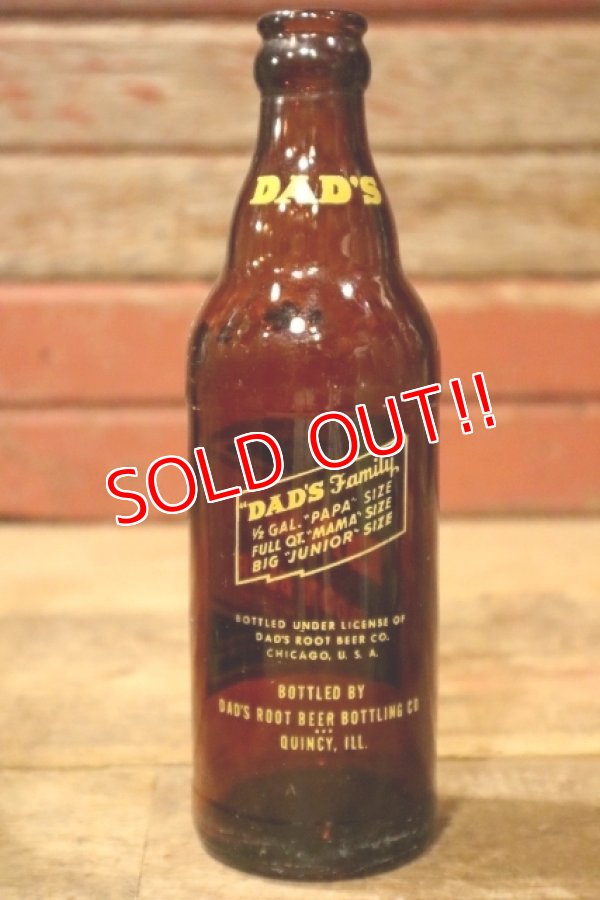 DAD'S
SOLD OUT!!
"DAD'S Family"
1/2 GAL. "PAPA" SIZE
FULL QT. "MAMA" SIZE
BIG "JUNIOR" SIZE
BOTTLED UNDER LICENSE OF
DAD'S ROOT BEER CO.
CHICAGO, U. S. A.
BOTTLED BY
DAD'S ROOT BEER BOTTLING CO
QUINCY, ILL.